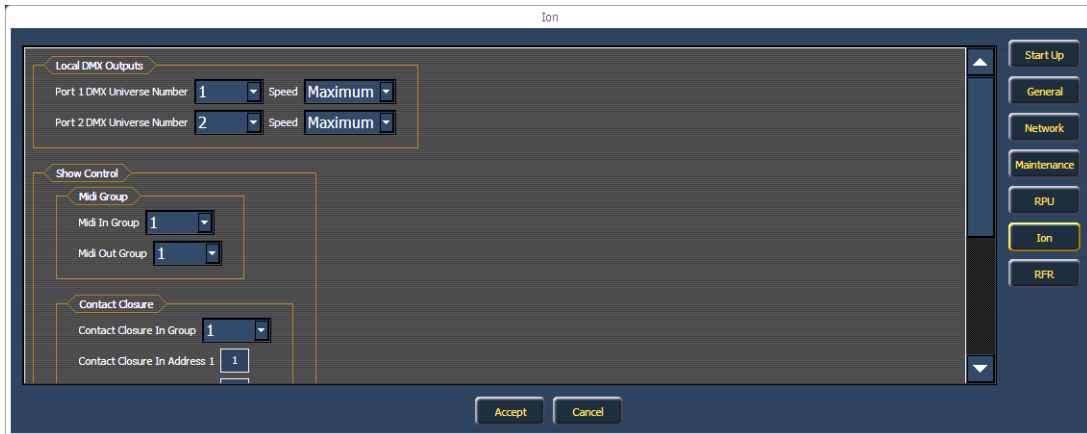 Ion
Local DMX Outputs
Port 1 DMX Universe Number 1 Speed Maximum
Port 2 DMX Universe Number 2 Speed Maximum
Show Control
Midi Group
Midi In Group 1
Midi Out Group 1
Contact Closure
Contact Closure In Group 1
Contact Closure In Address 1 1
Start Up
General
Network
Maintenance
RPU
Ion
RFR
Accept Cancel